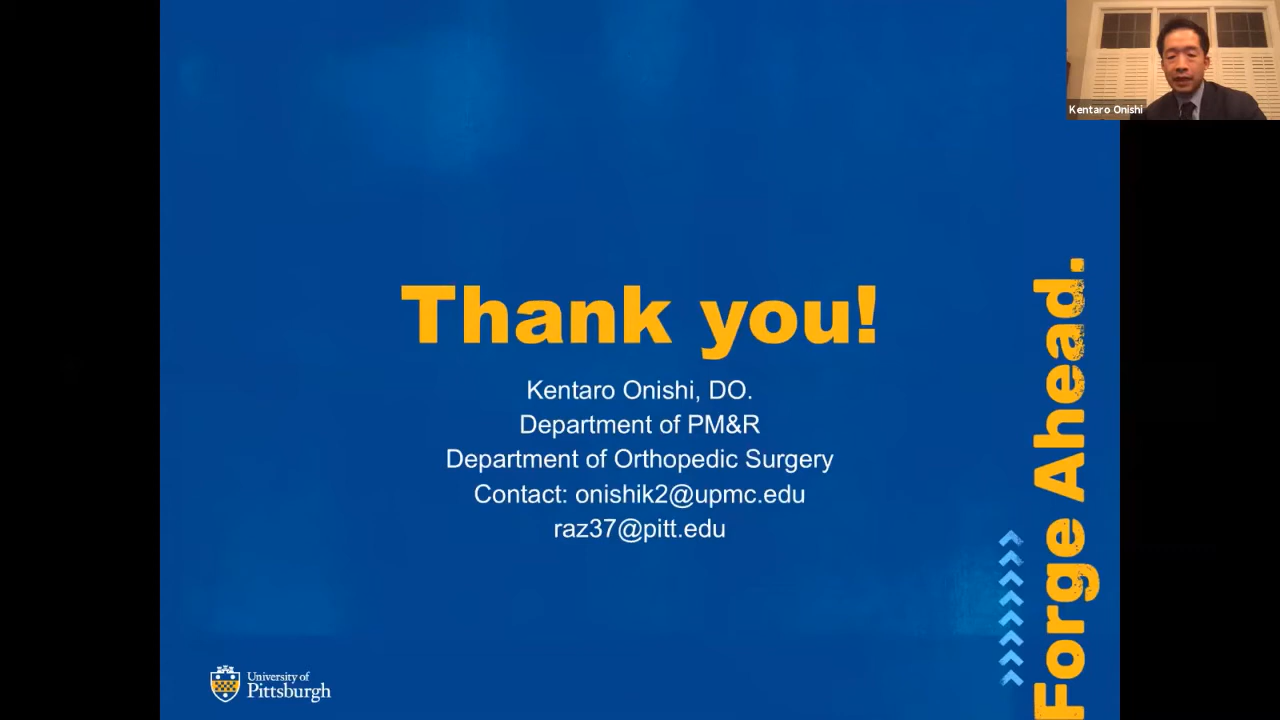 Kentaro Onishi
Thank you!
Kentaro Onishi, DO.
Department of PM&R
Department of Orthopedic Surgery
Contact: onishik2@upmc.edu
raz37@pitt.edu
Forge Ahead.
University of
Pittsburgh